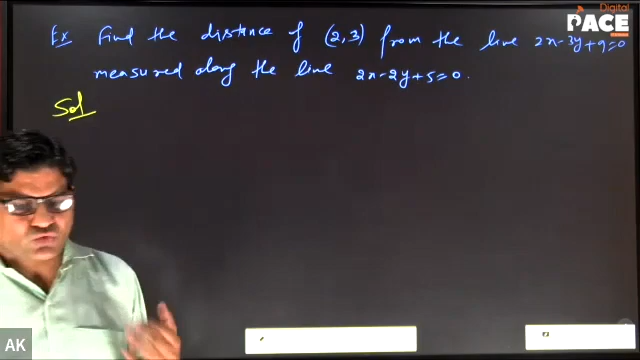 Digital
PACE
Ex Find the distance of (2,3) from the line 2x-3y+9=0
measured along the line 2x-2y+5=0.
Sol
AK